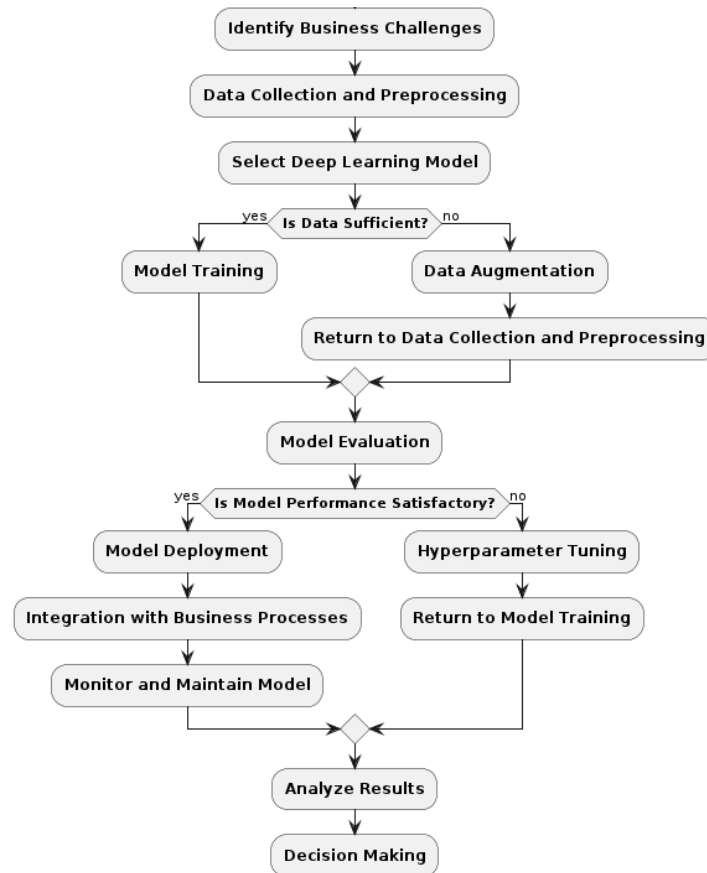 Identify Business Challenges
Data Collection and Preprocessing
Select Deep Learning Model
yes
Is Data Sufficient?
no
Model Training
Data Augmentation
Return to Data Collection and Preprocessing
Model Evaluation
yes
Is Model Performance Satisfactory?
no
Model Deployment
Hyperparameter Tuning
Integration with Business Processes
Return to Model Training
Monitor and Maintain Model
Analyze Results
Decision Making